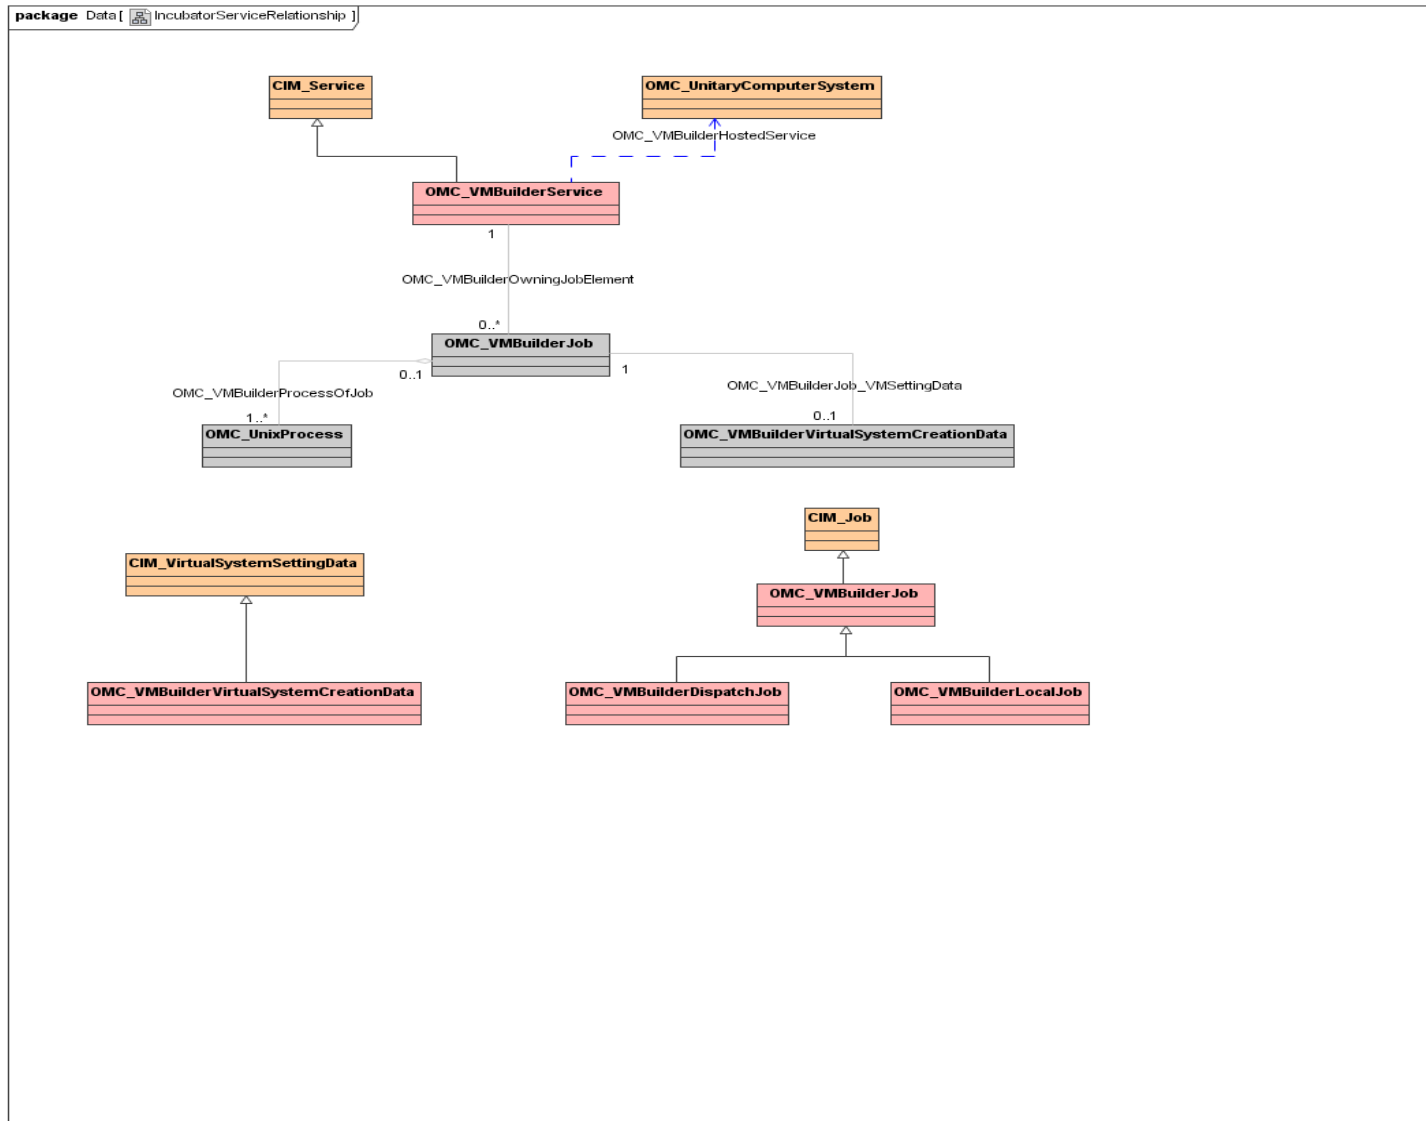 package Data [ IncubatorServiceRelationship ]
CIM_Service
OMC_UnitaryComputerSystem
OMC_VMBuilderHostedService
OMC_VMBuilderService
1
OMC_VMBuilderOwningJobElement
0..*
OMC_VMBuilderJob
0..1
1
OMC_VMBuilderProcessOfJob
OMC_VMBuilderJob_VMSettingData
1..*
0..1
OMC_UnixProcess
OMC_VMBuilderVirtualSystemCreationData
CIM_Job
CIM_VirtualSystemSettingData
OMC_VMBuilderJob
OMC_VMBuilderVirtualSystemCreationData
OMC_VMBuilderDispatchJob
OMC_VMBuilderLocalJob